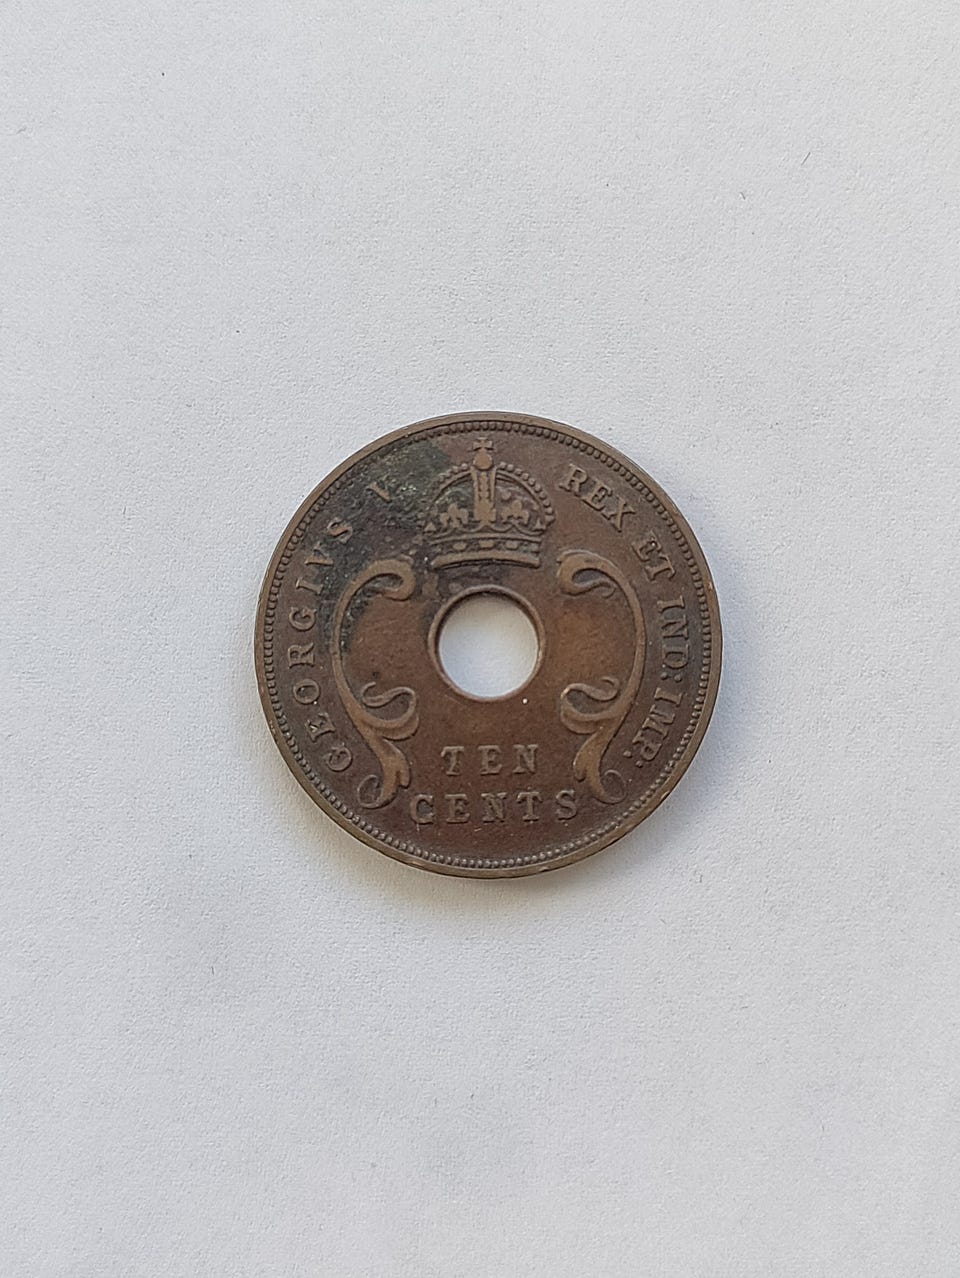 GEORGIVS V REX ET IND: IMP:
TEN
CENTS